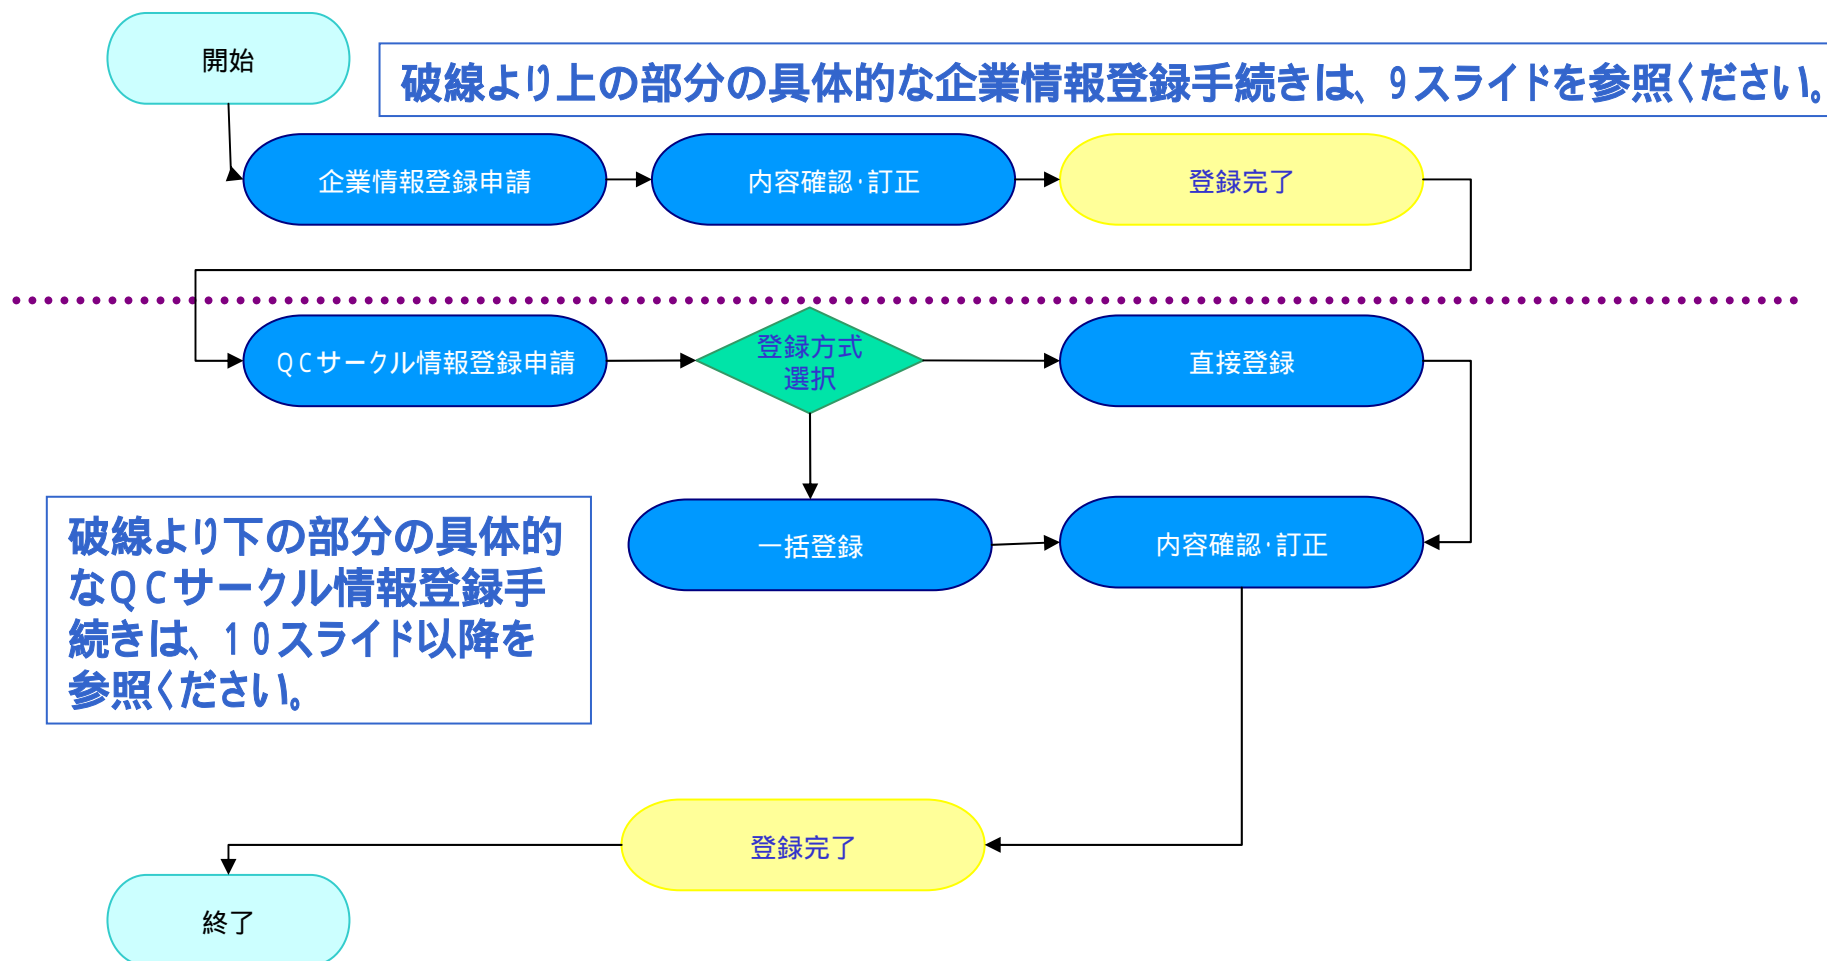 開始
破線より上の部分の具体的な企業情報登録手続きは、9スライドを参照ください。
企業情報登録申請
内容確認・訂正
登録完了
QCサークル情報登録申請
登録方式
選択
直接登録
一括登録
内容確認・訂正
破線より下の部分の具体的
なQCサークル情報登録手
続きは、10スライド以降を
参照ください。
登録完了
終了